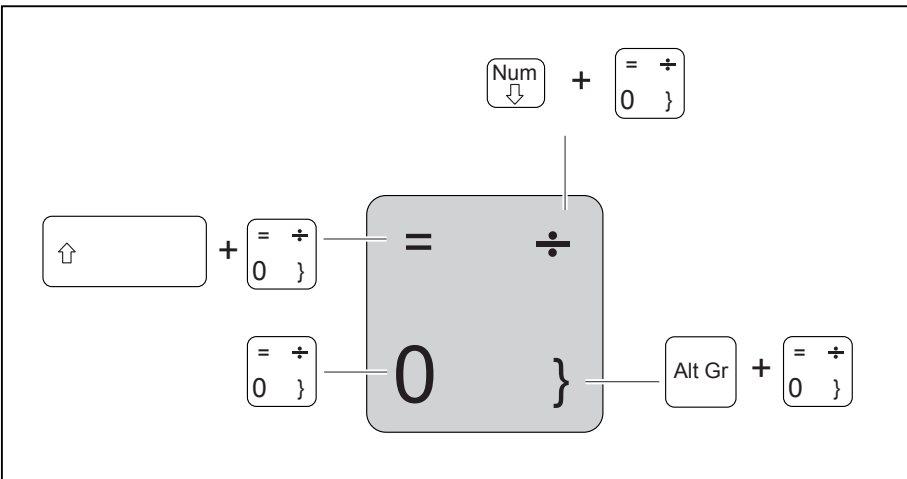 Num + = ÷
⇩ 0 }
⇧ + = ÷ = ÷
0 }
= ÷ 0 } Alt Gr + = ÷
0 } 0 }